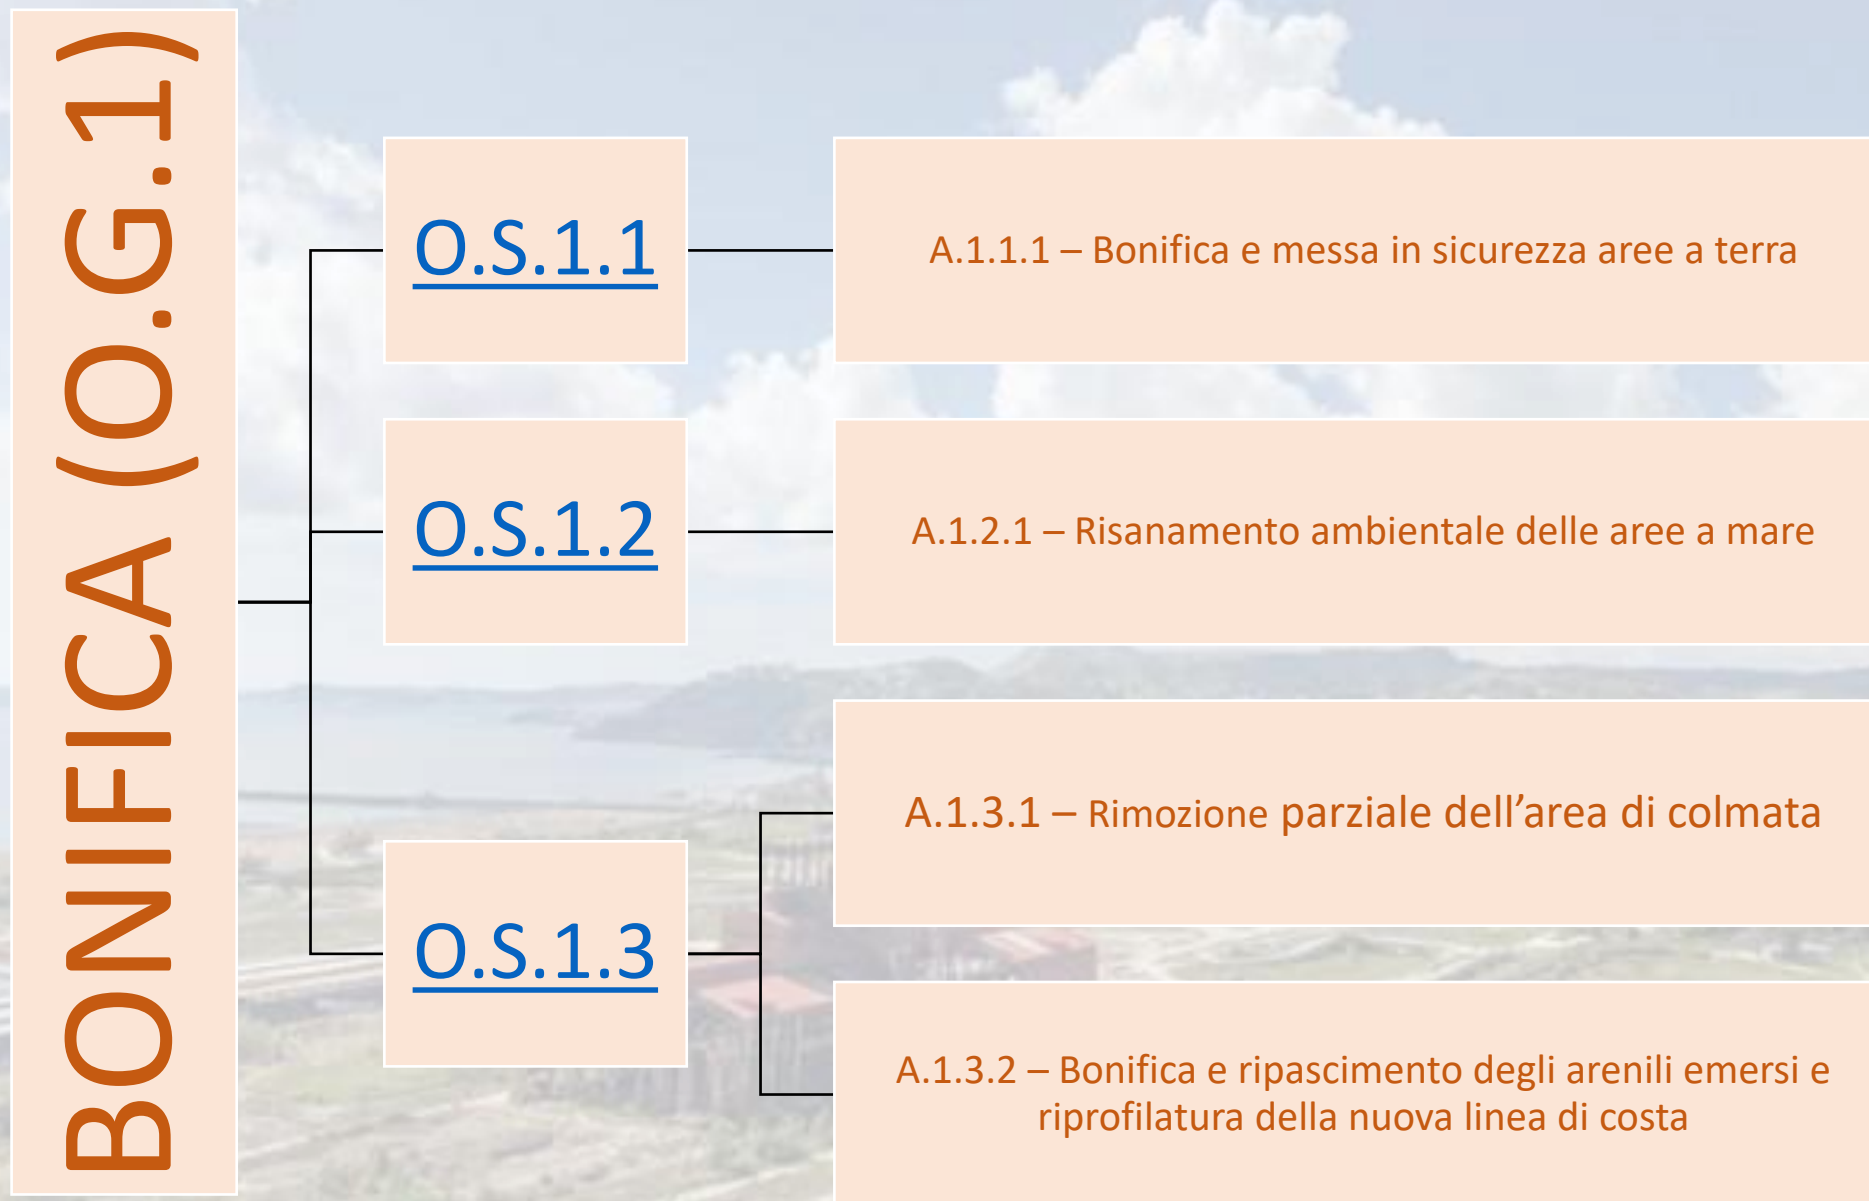 BONIFICA (O.G.1)
O.S.1.1
A.1.1.1 – Bonifica e messa in sicurezza aree a terra
O.S.1.2
A.1.2.1 – Risanamento ambientale delle aree a mare
O.S.1.3
A.1.3.1 – Rimozione parziale dell’area di colmata
A.1.3.2 – Bonifica e ripascimento degli arenili emersi e
riprofilatura della nuova linea di costa